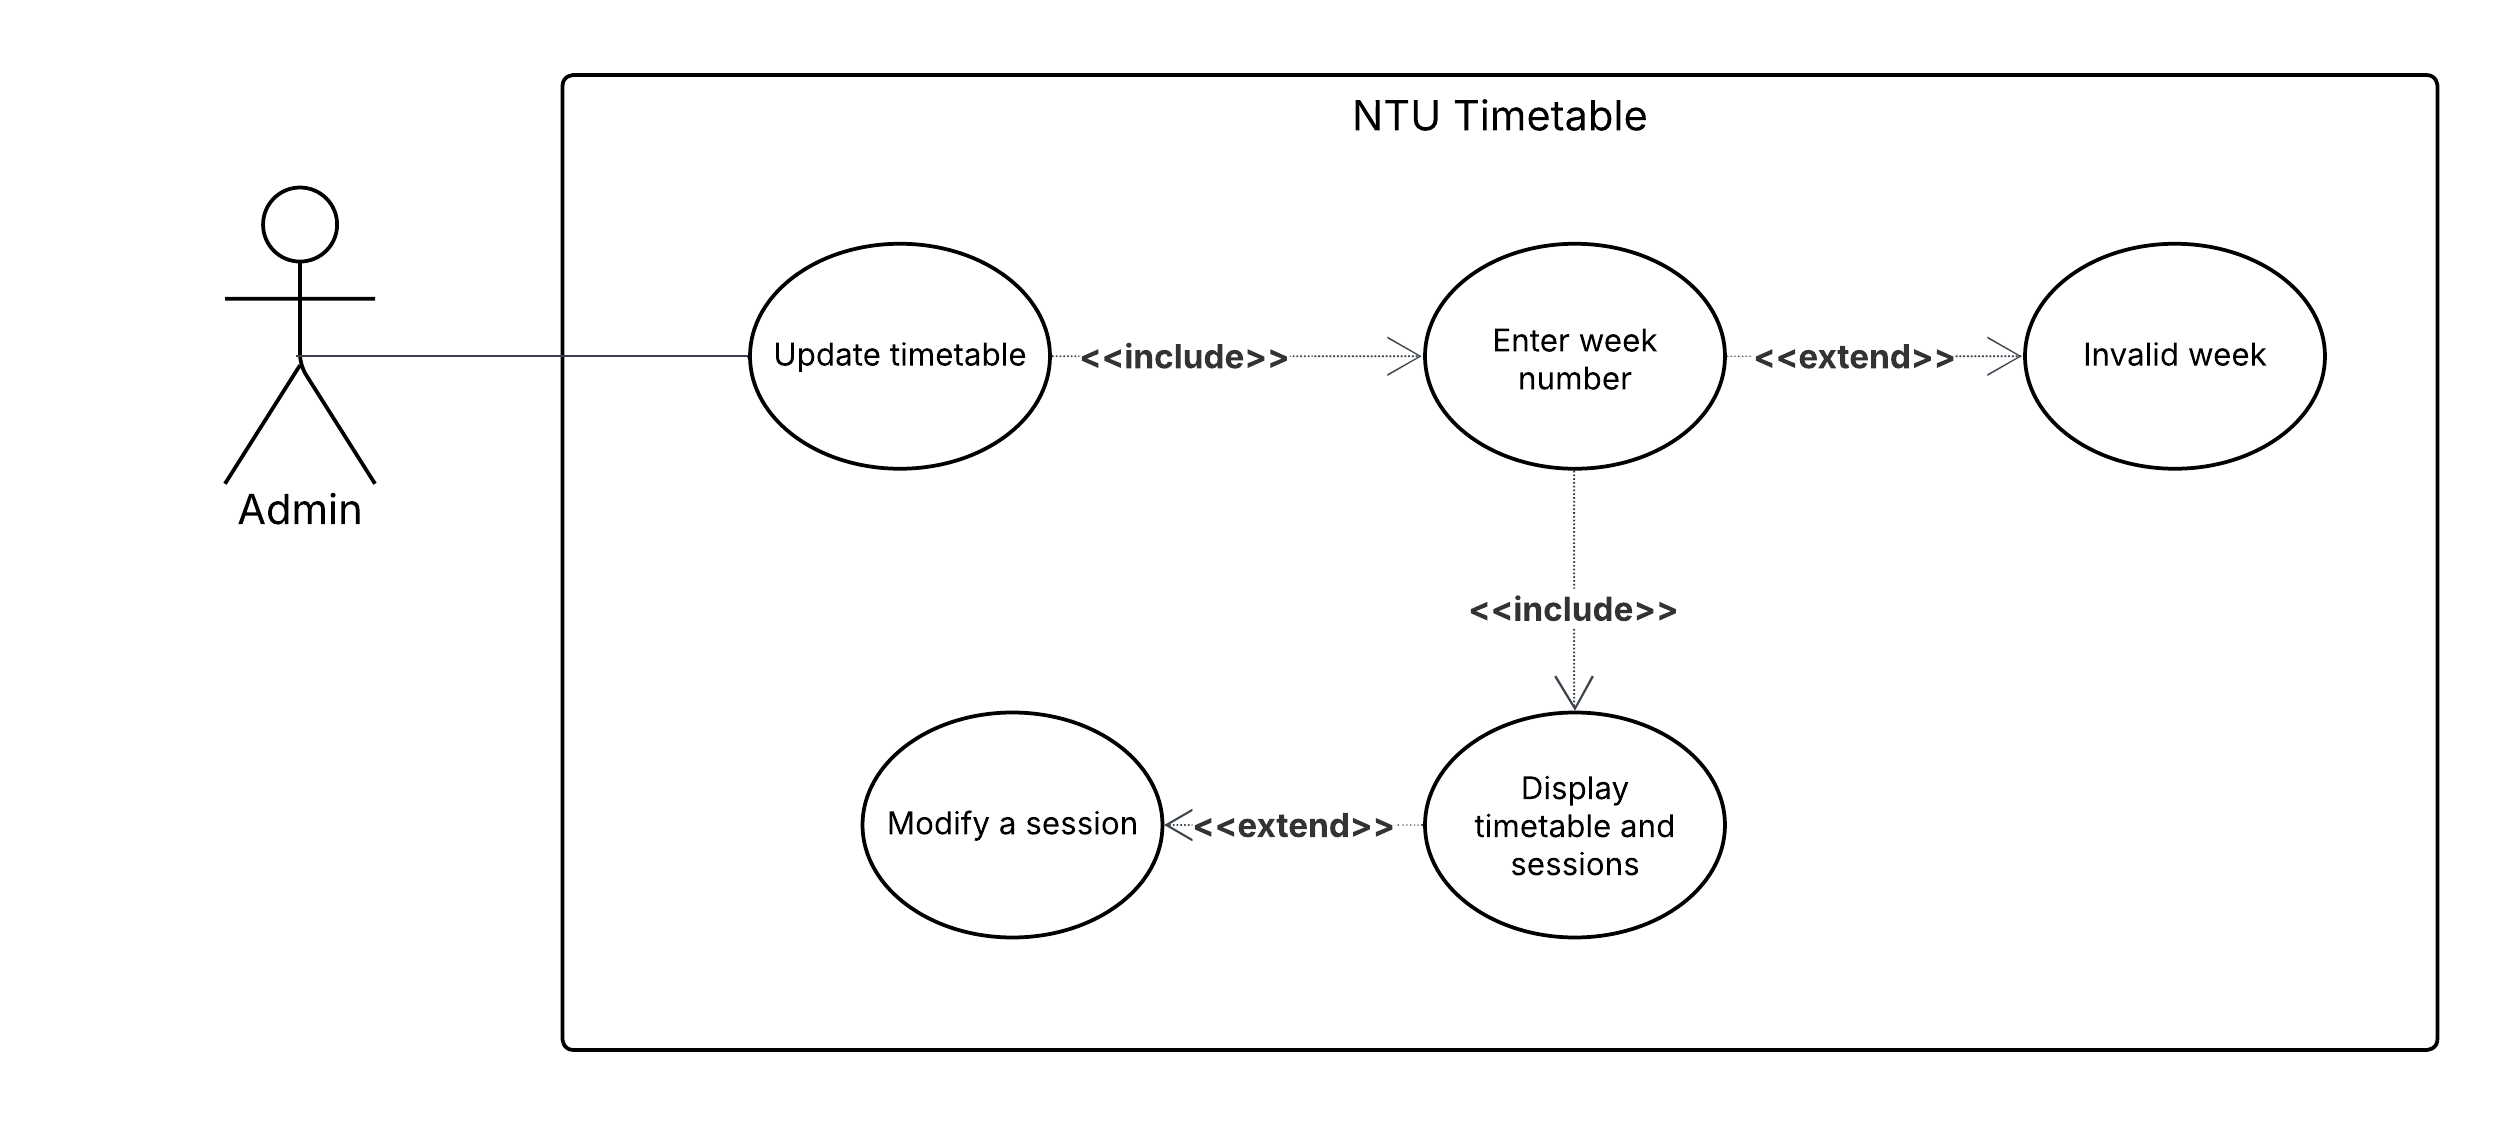 NTU Timetable
Update timetable
<<include>>
Enter week
number
<<extend>>
Invalid week
Admin
<<include>>
Modify a session
<<extend>>
Display
timetable and
sessions